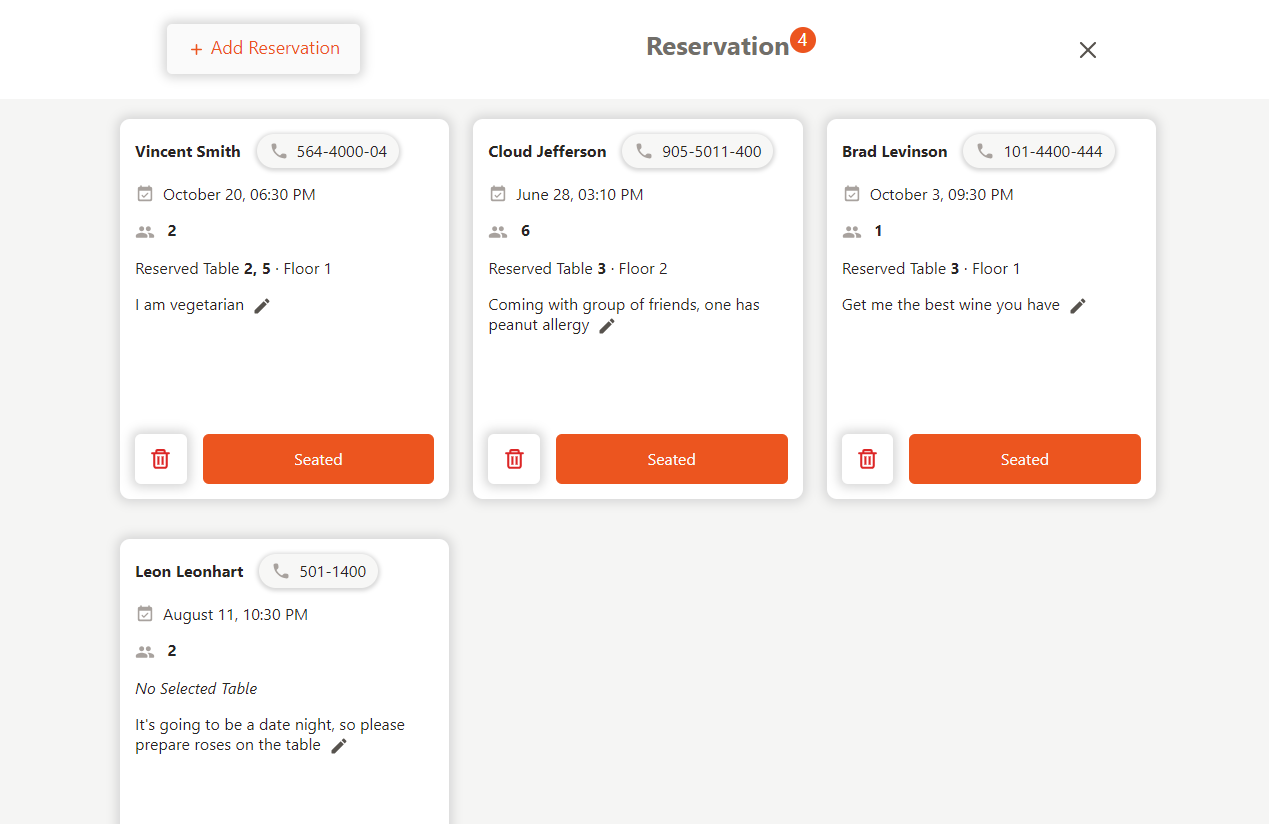 + Add Reservation
Reservation 4
Vincent Smith 564-4000-04
October 20, 06:30 PM
2
Reserved Table 2, 5 · Floor 1
I am vegetarian
Seated
Cloud Jefferson 905-5011-400
June 28, 03:10 PM
6
Reserved Table 3 · Floor 2
Coming with group of friends, one has
peanut allergy
Seated
Brad Levinson 101-4400-444
October 3, 09:30 PM
1
Reserved Table 3 · Floor 1
Get me the best wine you have
Seated
Leon Leonhart 501-1400
August 11, 10:30 PM
2
No Selected Table
It's going to be a date night, so please
prepare roses on the table